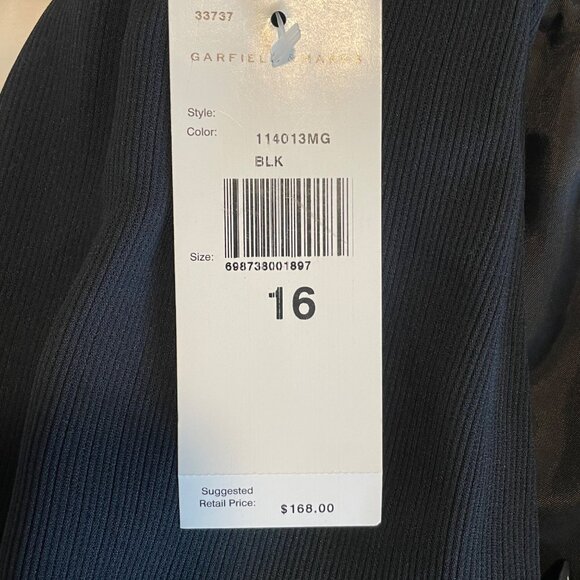 33737
GARFIELD & MARKS
Style:
Color: 114013MG
BLK
Size:
698738001897
16
Suggested
Retail Price: $168.00